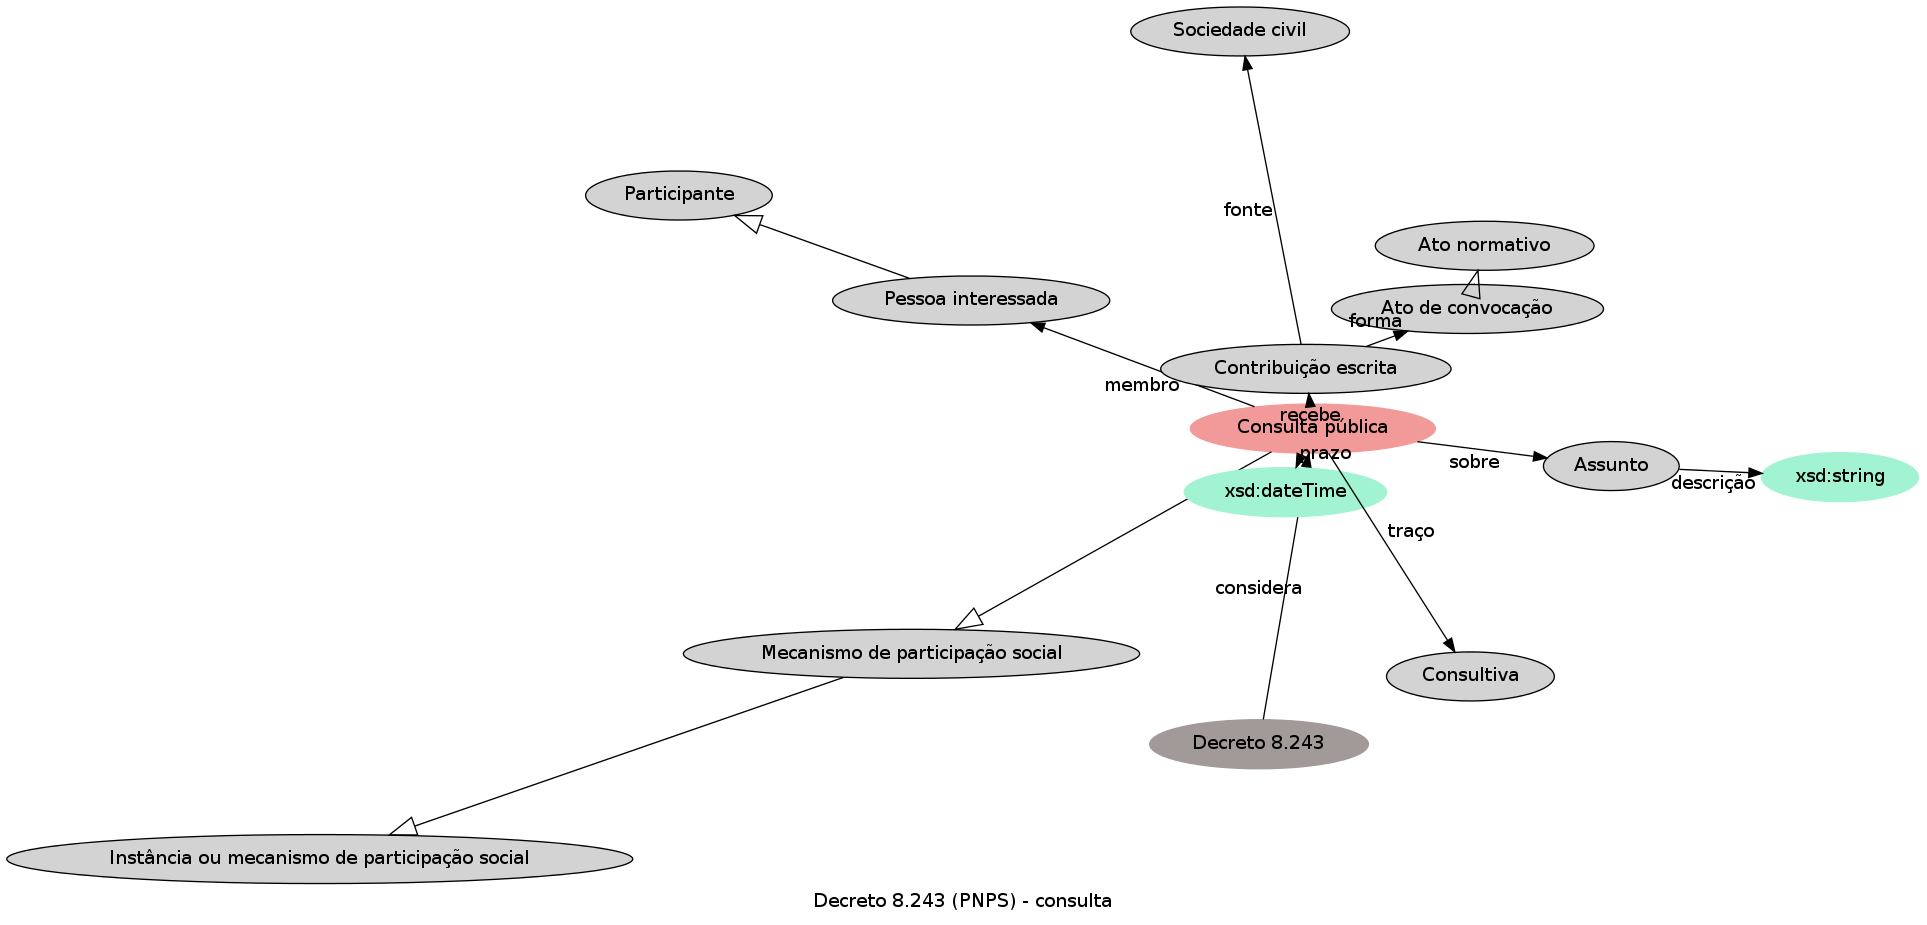 Sociedade civil
Participante
fonte
Ato normativo
Pessoa interessada
Ato de convocação
forma
Contribuição escrita
membro
recebe
Consulta pública
prazo
sobre
Assunto
descrição
xsd:string
xsd:dateTime
traço
considera
Mecanismo de participação social
Consultiva
Decreto 8.243
Instância ou mecanismo de participação social
Decreto 8.243 (PNPS) - consulta